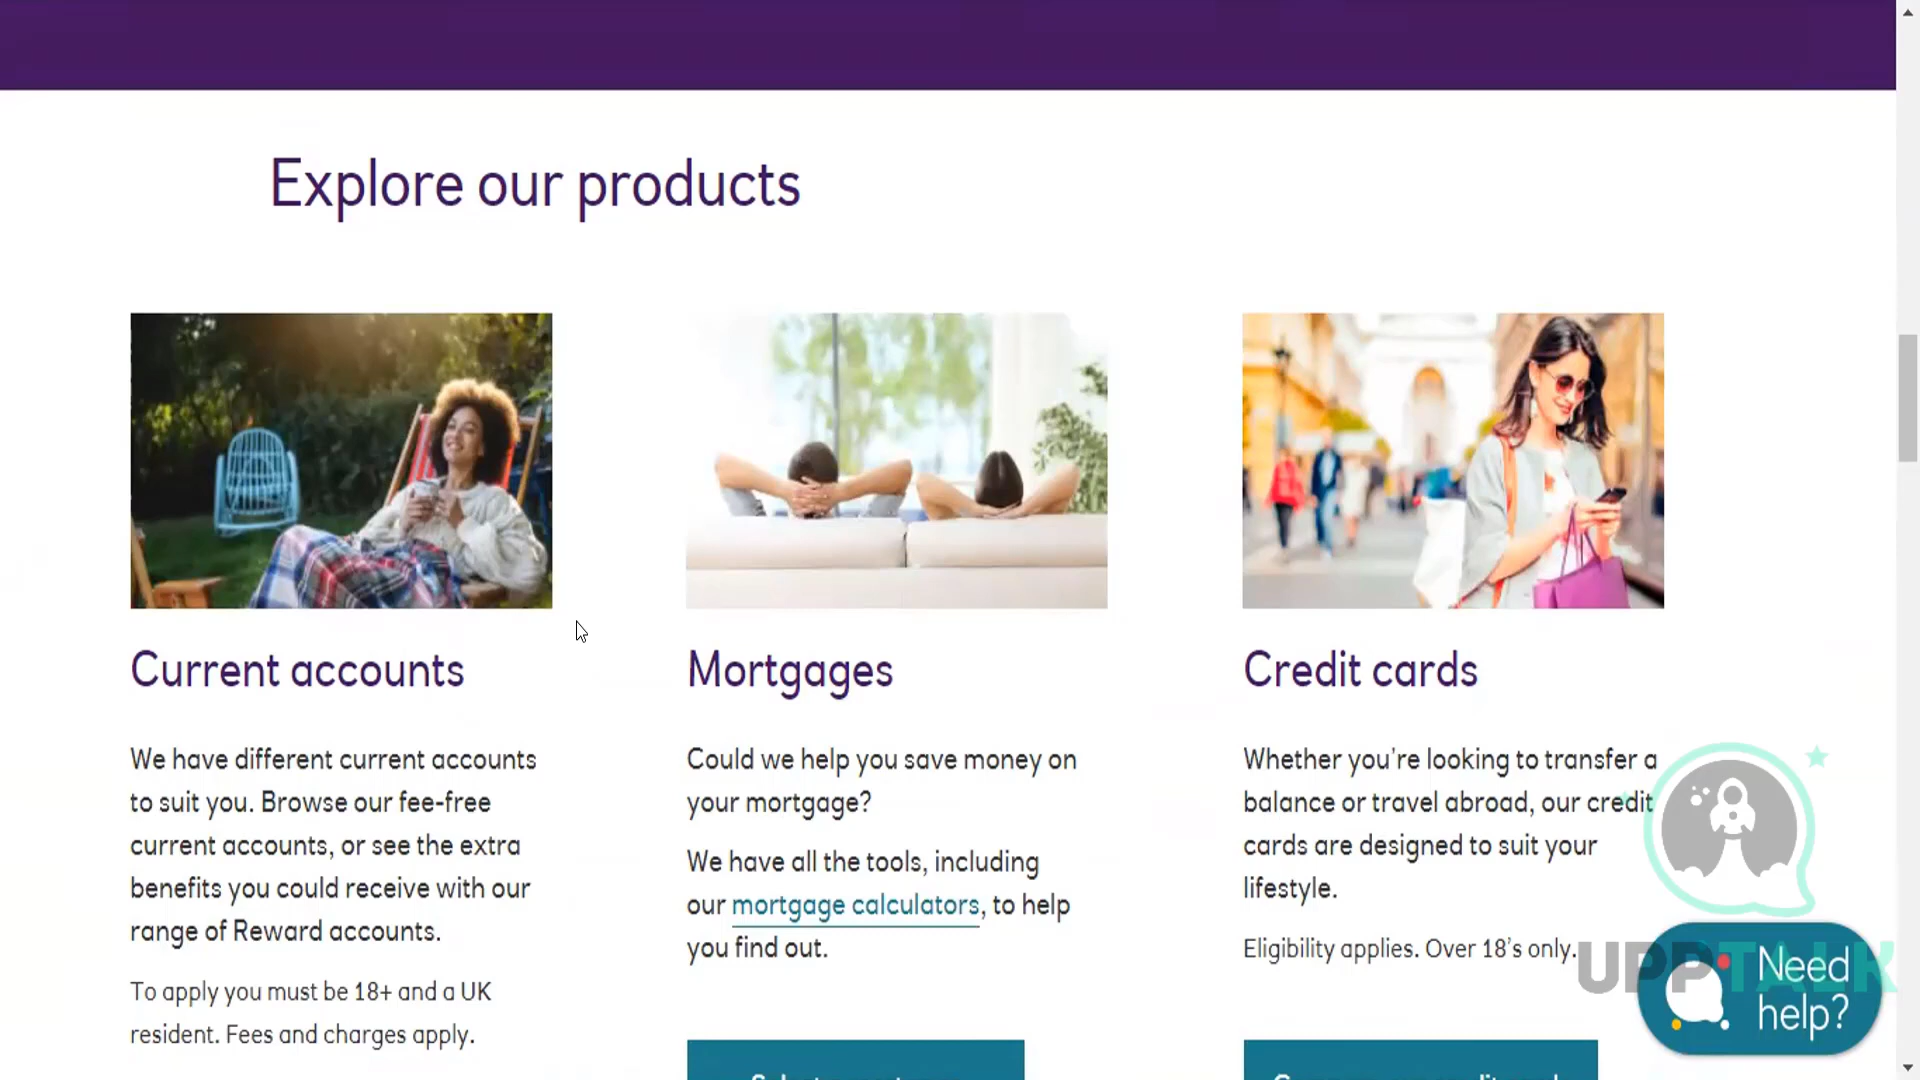 Explore our products
Current accounts
We have different current accounts
to suit you. Browse our fee-free
current accounts, or see the extra
benefits you could receive with our
range of Reward accounts.
To apply you must be 18+ and a UK
resident. Fees and charges apply.
Mortgages
Could we help you save money on
your mortgage?
We have all the tools, including
our mortgage calculators, to help
you find out.
Credit cards
Whether you're looking to transfer a
balance or travel abroad, our credit
cards are designed to suit your
lifestyle.
Eligibility applies. Over 18's only.
UPPTALK
Need
help?